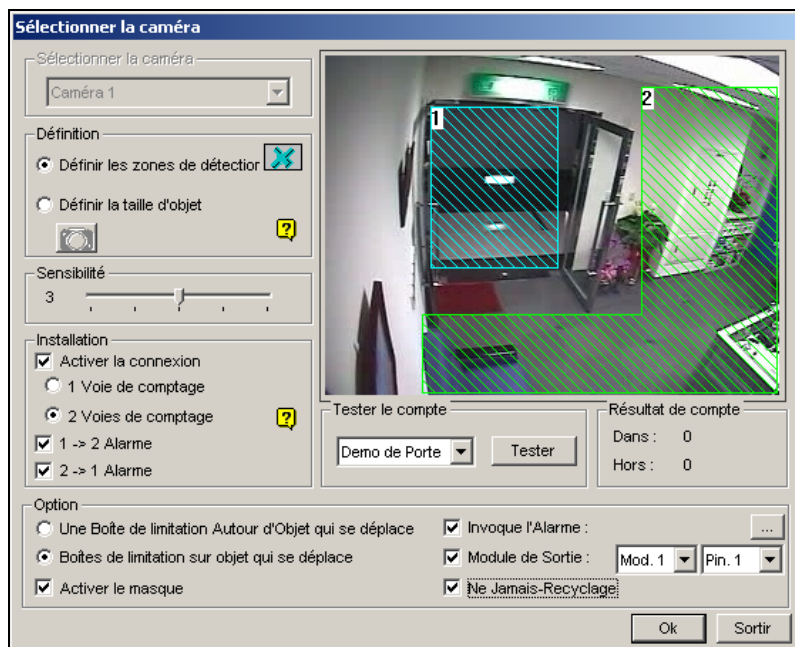 Sélectionner la caméra
Sélectionner la caméra
Caméra 1
Définition
Définir les zones de détection
Définir la taille d'objet
?
Sensibilité
3
Installation
Activer la connexion
1 Voie de comptage
2 Voies de comptage
?
1 -> 2 Alarme
2 -> 1 Alarme
1
2
Tester le compte
Demo de Porte
Tester
Résultat de compte
Dans : 0
Hors : 0
Option
Une Boîte de limitation Autour d'Objet qui se déplace
Boîtes de limitation sur objet qui se déplace
Activer le masque
Invoque l'Alarme :
...
Module de Sortie :
Mod. 1
Pin. 1
Ne Jamais-Recyclage
Ok
Sortir